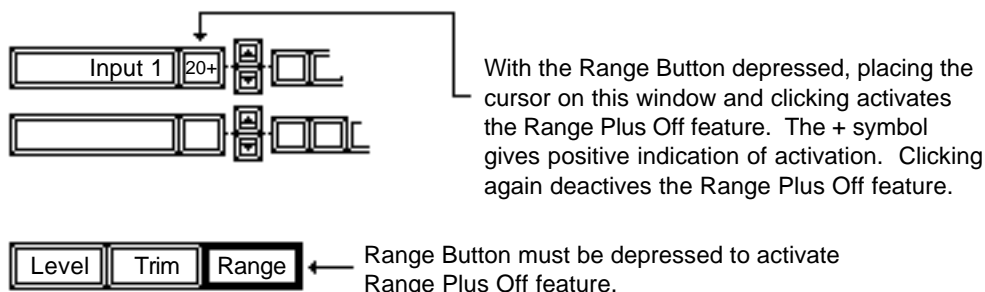 Input 1 20+
With the Range Button depressed, placing the
cursor on this window and clicking activates
the Range Plus Off feature. The + symbol
gives positive indication of activation. Clicking
again deactives the Range Plus Off feature.
Level Trim Range
Range Button must be depressed to activate
Range Plus Off feature.